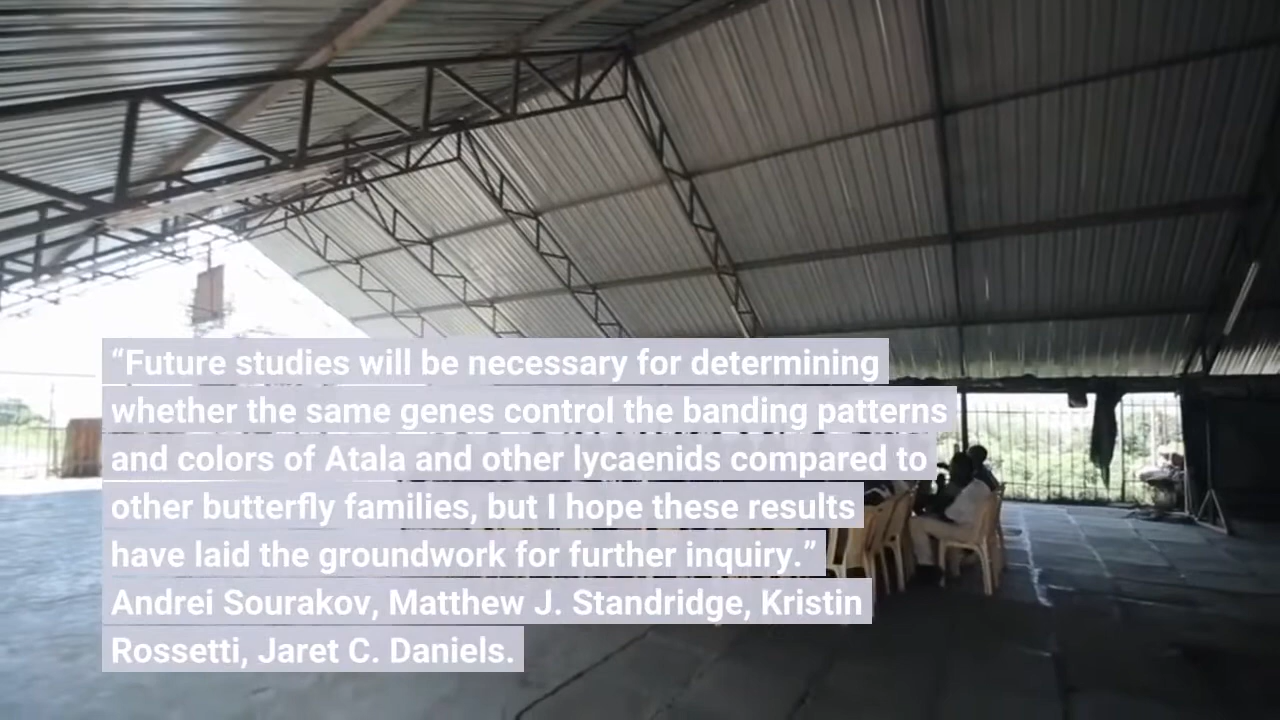 “Future studies will be necessary for determining
whether the same genes control the banding patterns
and colors of Atala and other lycaenids compared to
other butterfly families, but I hope these results
have laid the groundwork for further inquiry.”
Andrei Sourakov, Matthew J. Standridge, Kristin
Rossetti, Jaret C. Daniels.